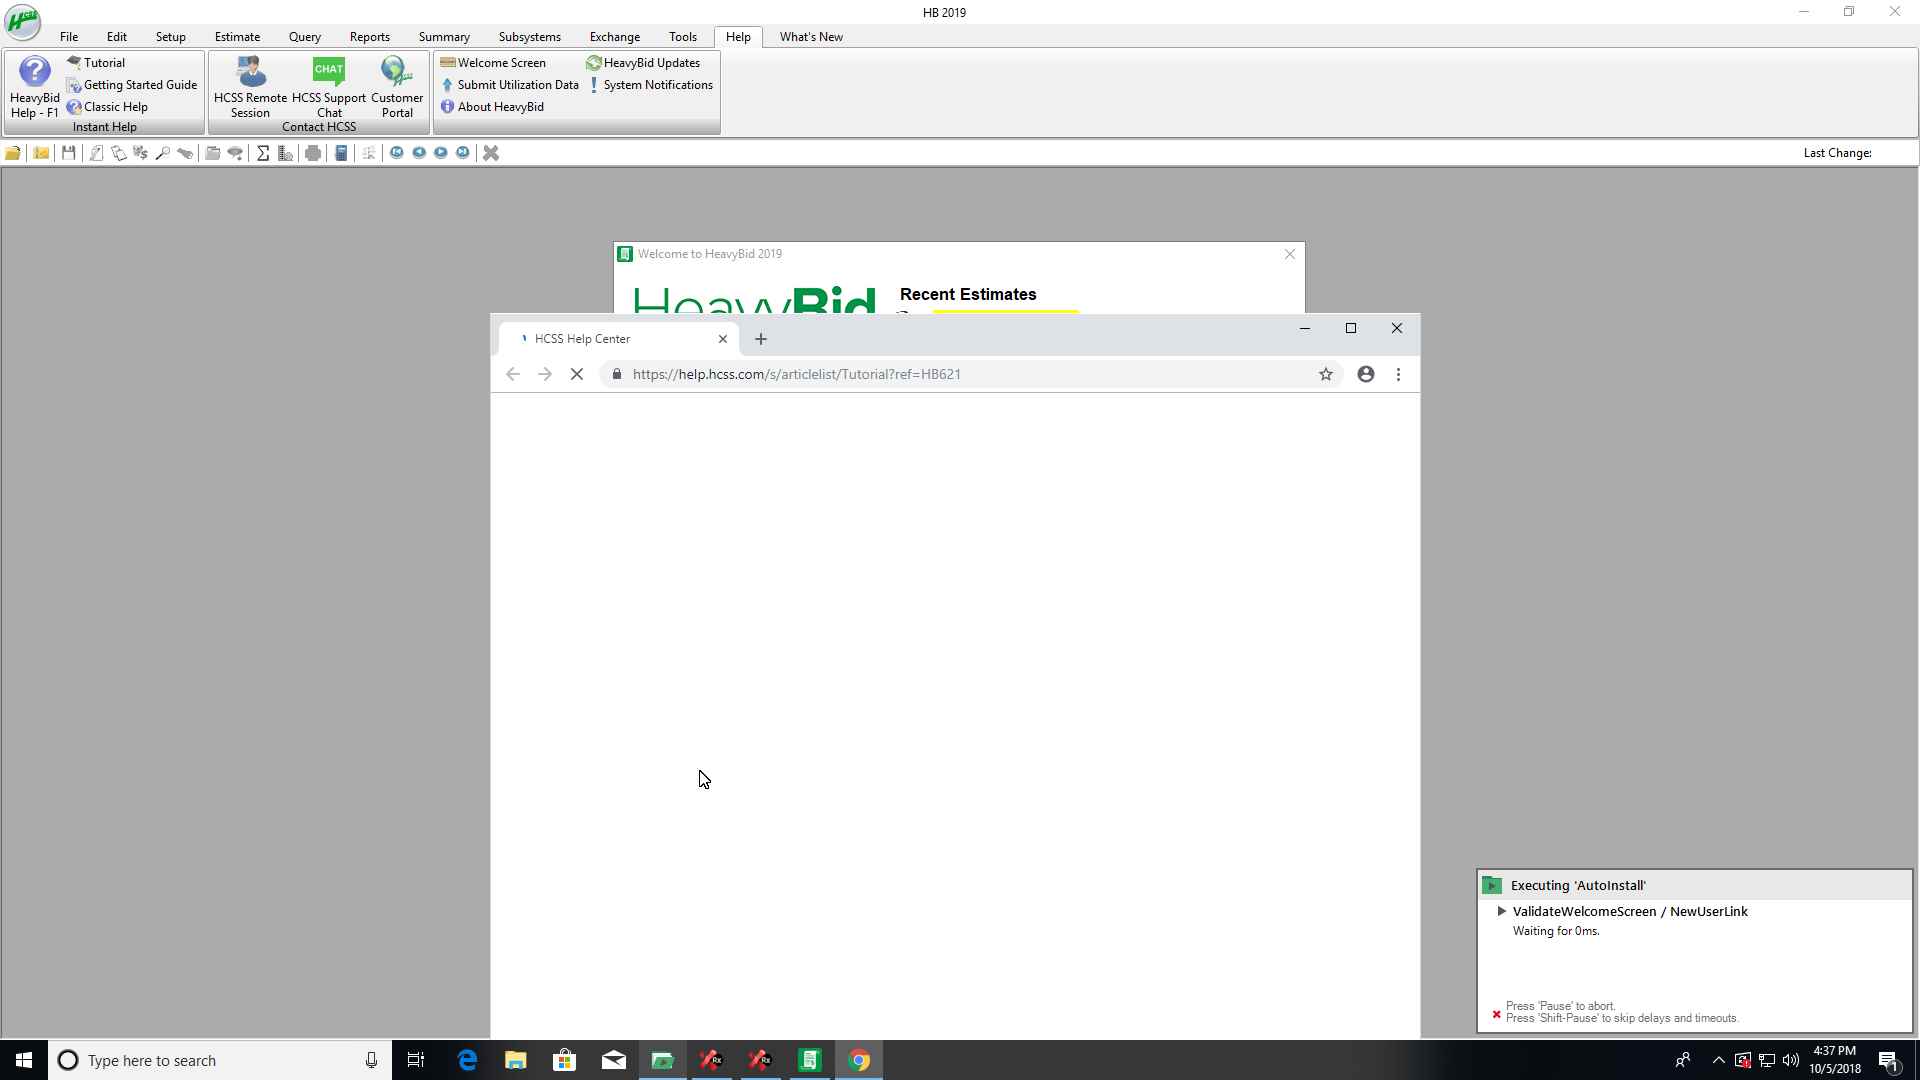 HB 2019
File Edit Setup Estimate Query Reports Summary Subsystems Exchange Tools Help What's New
HeavyBid Help - F1
Tutorial
Getting Started Guide
Classic Help
Instant Help
HCSS Remote Session
CHAT
HCSS Support Chat
Customer Portal
Contact HCSS
Welcome Screen
Submit Utilization Data
About HeavyBid
HeavyBid Updates
System Notifications
Last Change:
Welcome to HeavyBid 2019
HeavyBid
Recent Estimates
HCSS Help Center
https://help.hcss.com/s/articlelist/Tutorial?ref=HB621
Executing 'AutoInstall'
ValidateWelcomeScreen / NewUserLink
Waiting for 0ms.
Press 'Pause' to abort.
Press 'Shift-Pause' to skip delays and timeouts.
Type here to search
4:37 PM
10/5/2018
1